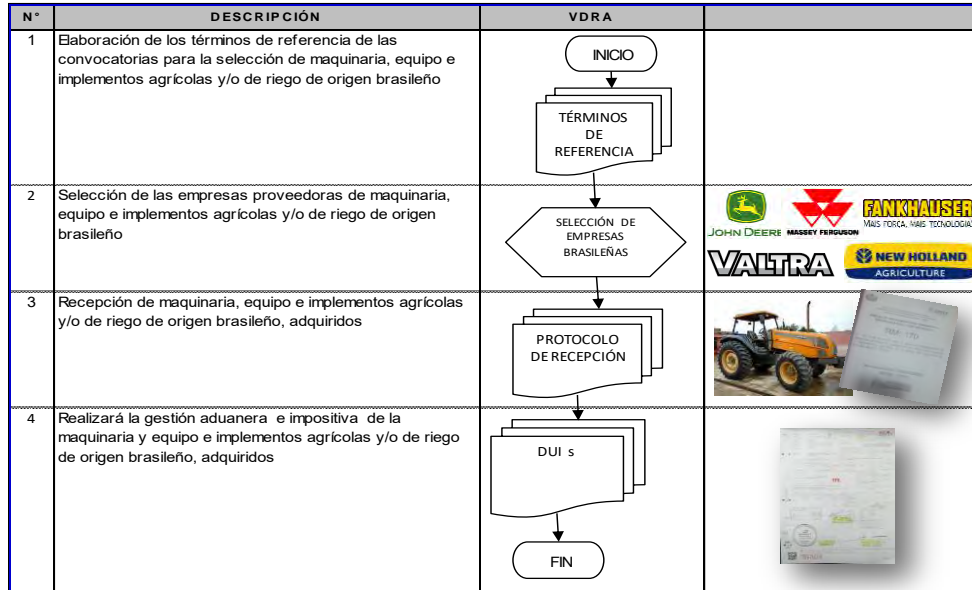 N° DESCRIPCIÓN VDRA
1 Elaboración de los términos de referencia de las
convocatorias para la selección de maquinaria, equipo e
implementos agrícolas y/o de riego de origen brasileño
INICIO
TÉRMINOS
DE
REFERENCIA
2 Selección de las empresas proveedoras de maquinaria,
equipo e implementos agrícolas y/o de riego de origen
brasileño
SELECCIÓN DE
EMPRESAS
BRASILEÑAS
JOHN DEERE
MASSEY FERGUSON
FANKHAUSER
MAIS FORÇA, MAIS TECNOLOGIA
VALTRA
NEW HOLLAND
AGRICULTURE
3 Recepción de maquinaria, equipo e implementos agrícolas
y/o de riego de origen brasileño, adquiridos
PROTOCOLO
DE RECEPCIÓN
4 Realizará la gestión aduanera e impositiva de la
maquinaria y equipo e implementos agrícolas y/o de riego
de origen brasileño, adquiridos
DUI s
FIN